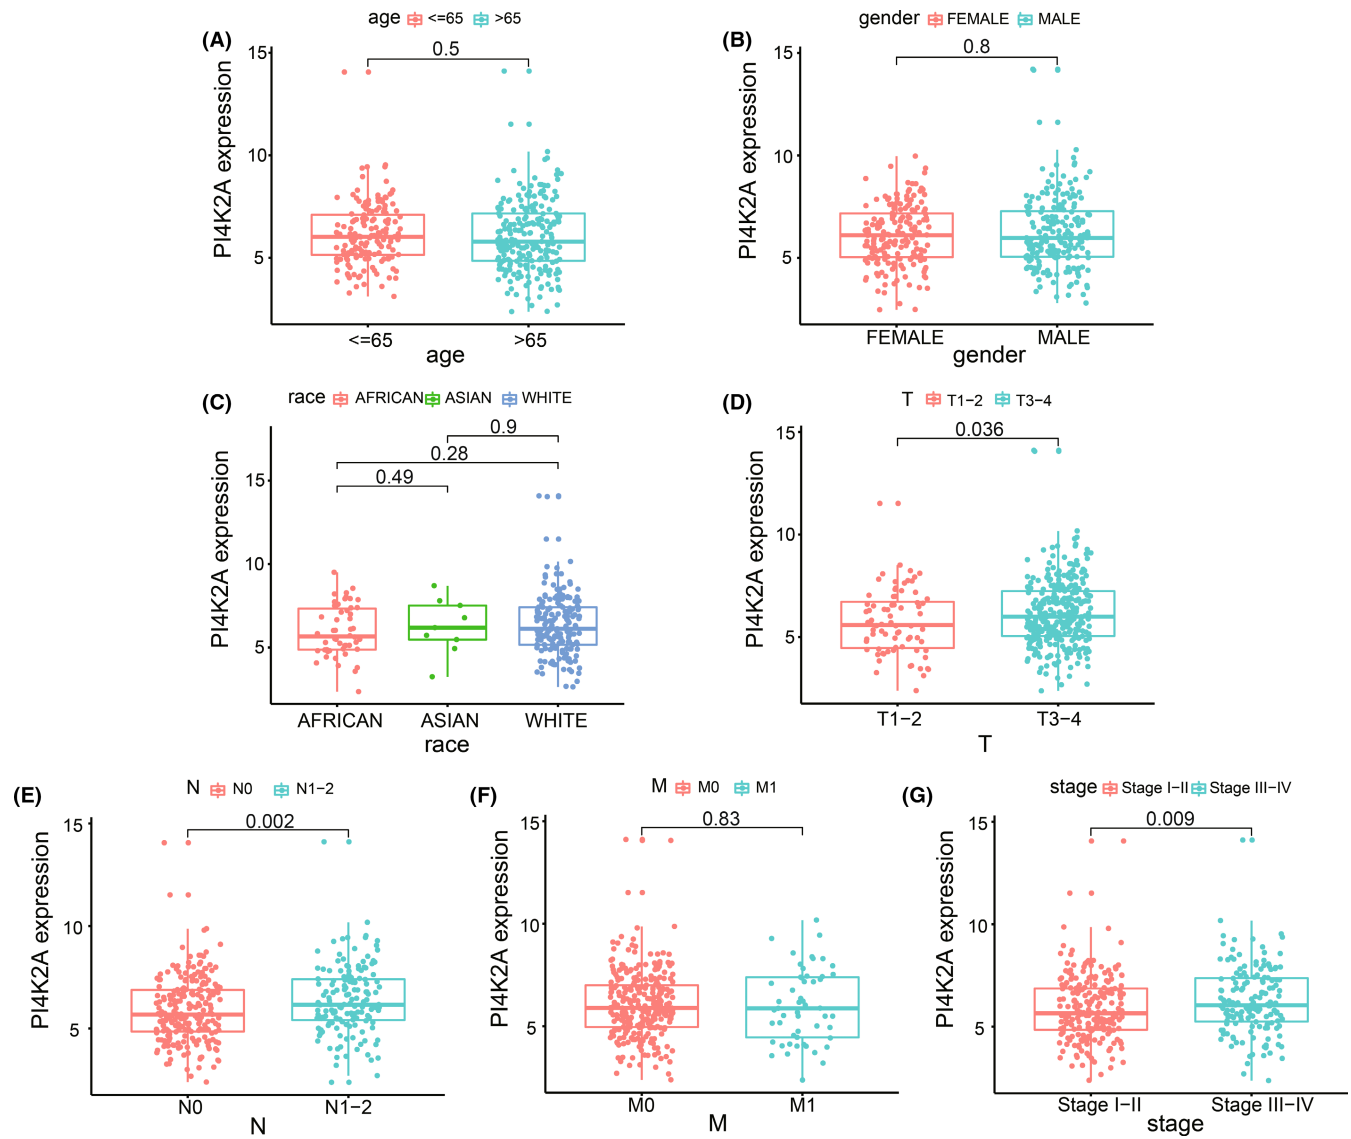 age <=65 >65
(A)
0.5
15
10
5
PI4K2A expression
<=65 >65
age
gender FEMALE MALE
(B)
0.8
15
10
5
PI4K2A expression
FEMALE MALE
gender
race AFRICAN ASIAN WHITE
(C)
0.9
0.28
0.49
15
10
5
PI4K2A expression
AFRICAN ASIAN WHITE
race
T T1−2 T3−4
(D)
0.036
15
10
5
PI4K2A expression
T1−2 T3−4
T
N N0 N1−2
(E)
0.002
15
10
5
PI4K2A expression
N0 N1−2
N
M M0 M1
(F)
0.83
15
10
5
PI4K2A expression
M0 M1
M
stage Stage I−II Stage III−IV
(G)
0.009
15
10
5
PI4K2A expression
Stage I−II Stage III−IV
stage